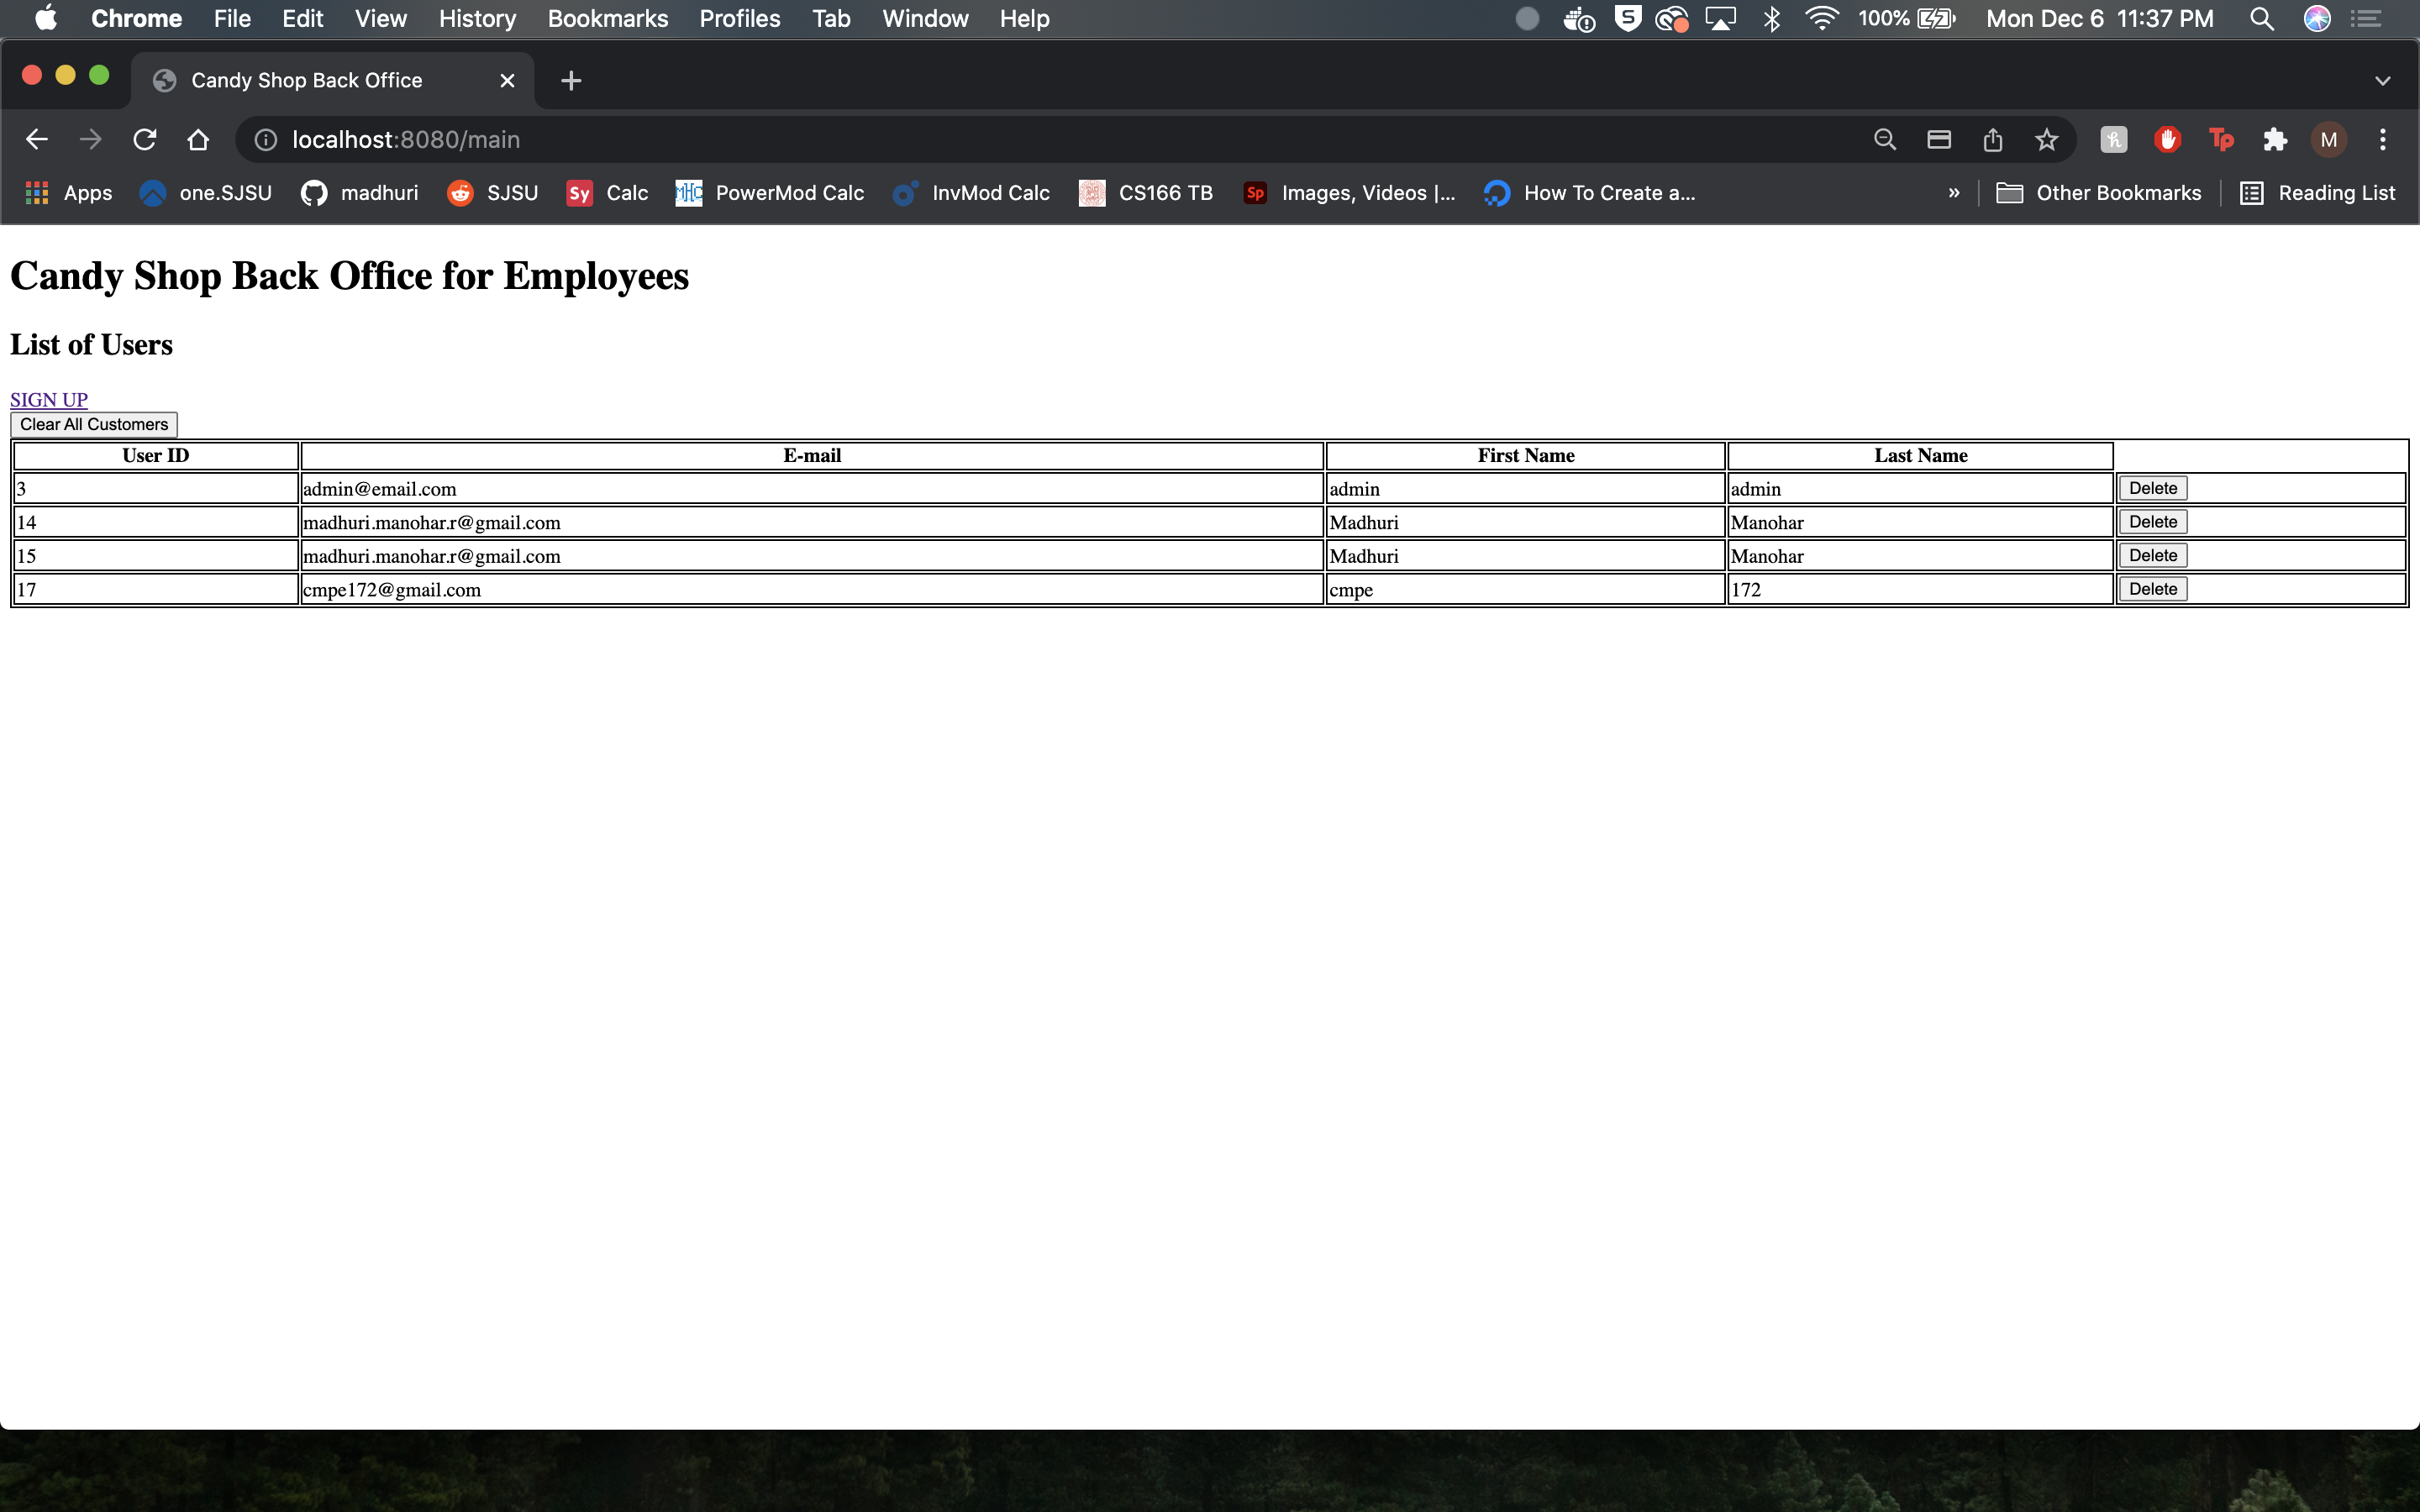 Chrome File Edit View History Bookmarks Profiles Tab Window Help 100% Mon Dec 6 11:37 PM
Candy Shop Back Office
localhost:8080/main
Tp M
Apps one.SJSU madhuri SJSU Sy Calc MHC PowerMod Calc InvMod Calc CS166 TB Sp Images, Videos |... How To Create a... » Other Bookmarks Reading List
Candy Shop Back Office for Employees
List of Users
SIGN UP
Clear All Customers
User ID E-mail First Name Last Name
3 admin@email.com admin admin Delete
14 madhuri.manohar.r@gmail.com Madhuri Manohar Delete
15 madhuri.manohar.r@gmail.com Madhuri Manohar Delete
17 cmpe172@gmail.com cmpe 172 Delete